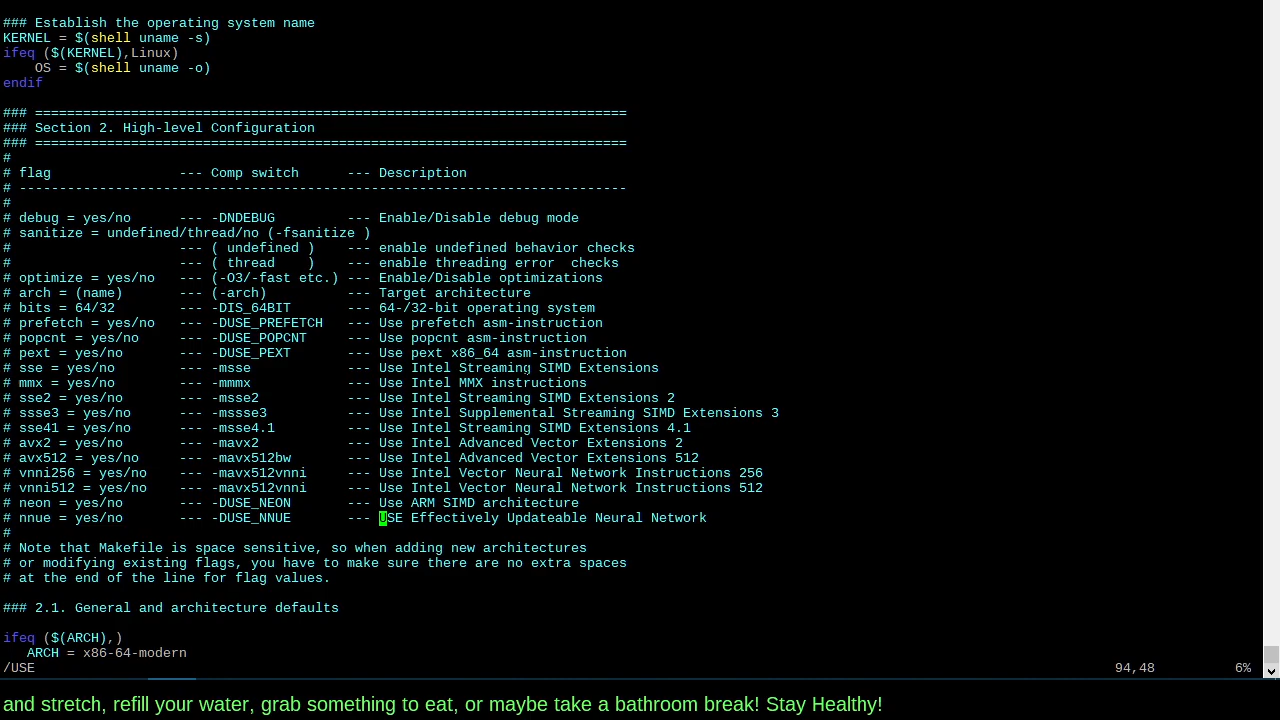 ### Establish the operating system name
KERNEL = $(shell uname -s)
ifeq ($(KERNEL),Linux)
    OS = $(shell uname -o)
endif

### ==========================================================================
### Section 2. High-level Configuration
### ==========================================================================
#
# flag                --- Comp switch      --- Description
# ----------------------------------------------------------------------------
#
# debug = yes/no      --- -DNDEBUG         --- Enable/Disable debug mode
# sanitize = undefined/thread/no (-fsanitize )
#                     --- ( undefined )    --- enable undefined behavior checks
#                     --- ( thread    )    --- enable threading error  checks
# optimize = yes/no   --- (-O3/-fast etc.) --- Enable/Disable optimizations
# arch = (name)       --- (-arch)          --- Target architecture
# bits = 64/32        --- -DIS_64BIT       --- 64-/32-bit operating system
# prefetch = yes/no   --- -DUSE_PREFETCH   --- Use prefetch asm-instruction
# popcnt = yes/no     --- -DUSE_POPCNT     --- Use popcnt asm-instruction
# pext = yes/no       --- -DUSE_PEXT       --- Use pext x86_64 asm-instruction
# sse = yes/no        --- -msse            --- Use Intel Streaming SIMD Extensions
# mmx = yes/no        --- -mmmx            --- Use Intel MMX instructions
# sse2 = yes/no       --- -msse2           --- Use Intel Streaming SIMD Extensions 2
# ssse3 = yes/no      --- -mssse3          --- Use Intel Supplemental Streaming SIMD Extensions 3
# sse41 = yes/no      --- -msse4.1         --- Use Intel Streaming SIMD Extensions 4.1
# avx2 = yes/no       --- -mavx2           --- Use Intel Advanced Vector Extensions 2
# avx512 = yes/no     --- -mavx512bw       --- Use Intel Advanced Vector Extensions 512
# vnni256 = yes/no    --- -mavx512vnni     --- Use Intel Vector Neural Network Instructions 256
# vnni512 = yes/no    --- -mavx512vnni     --- Use Intel Vector Neural Network Instructions 512
# neon = yes/no       --- -DUSE_NEON       --- Use ARM SIMD architecture
# nnue = yes/no       --- -DUSE_NNUE       --- USE Effectively Updateable Neural Network
#
# Note that Makefile is space sensitive, so when adding new architectures
# or modifying existing flags, you have to make sure there are no extra spaces
# at the end of the line for flag values.

### 2.1. General and architecture defaults

ifeq ($(ARCH),)
   ARCH = x86-64-modern
/USE 94,48 6%
and stretch, refill your water, grab something to eat, or maybe take a bathroom break! Stay Healthy!